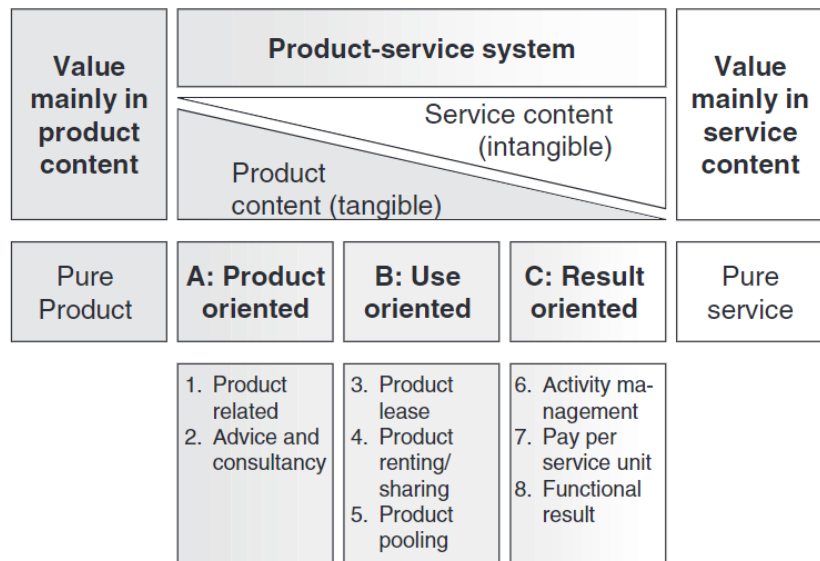 Value
mainly in
product
content
Product-service system
Service content
(intangible)
Product
content (tangible)
Value
mainly in
service
content
Pure
Product
A: Product
oriented
B: Use
oriented
C: Result
oriented
Pure
service
1. Product
related
2. Advice and
consultancy
3. Product
lease
4. Product
renting/
sharing
5. Product
pooling
6. Activity ma-
nagement
7. Pay per
service unit
8. Functional
result